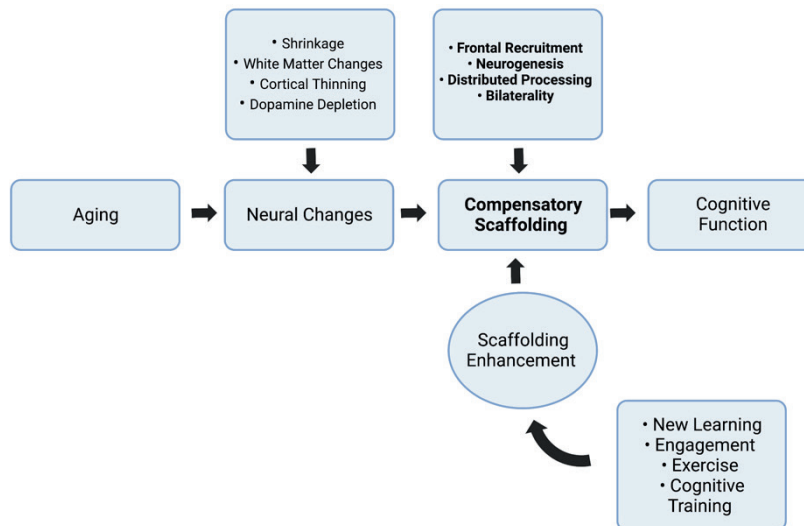 • Shrinkage
• White Matter Changes
• Cortical Thinning
• Dopamine Depletion
• Frontal Recruitment
• Neurogenesis
• Distributed Processing
• Bilaterality
Aging
Neural Changes
Compensatory
Scaffolding
Cognitive
Function
Scaffolding
Enhancement
• New Learning
• Engagement
• Exercise
• Cognitive
Training